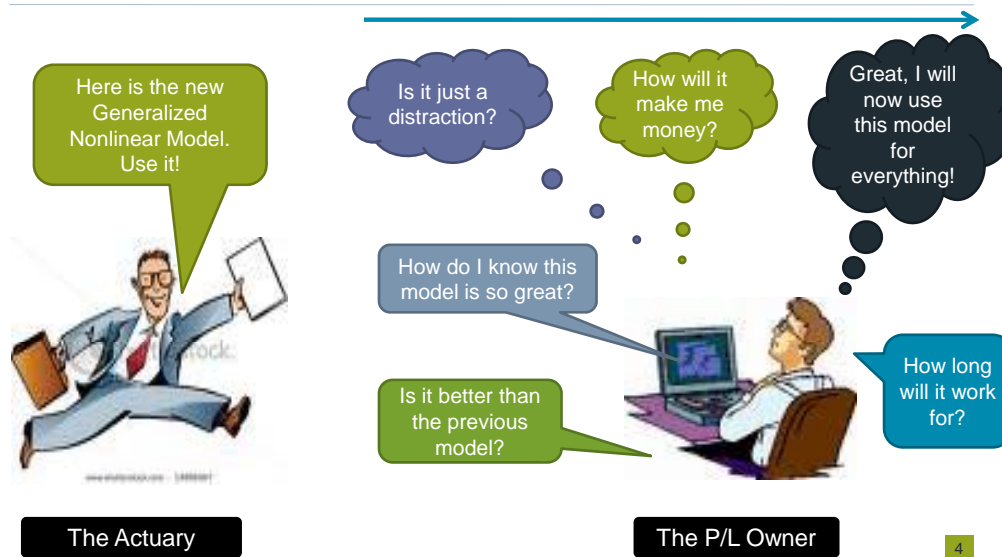 Here is the new
Generalized
Nonlinear Model.
Use it!
Is it just a
distraction?
How will it
make me
money?
Great, I will
now use
this model
for
everything!
How do I know this
model is so great?
Is it better than
the previous
model?
How long
will it work
for?
The Actuary
The P/L Owner
4